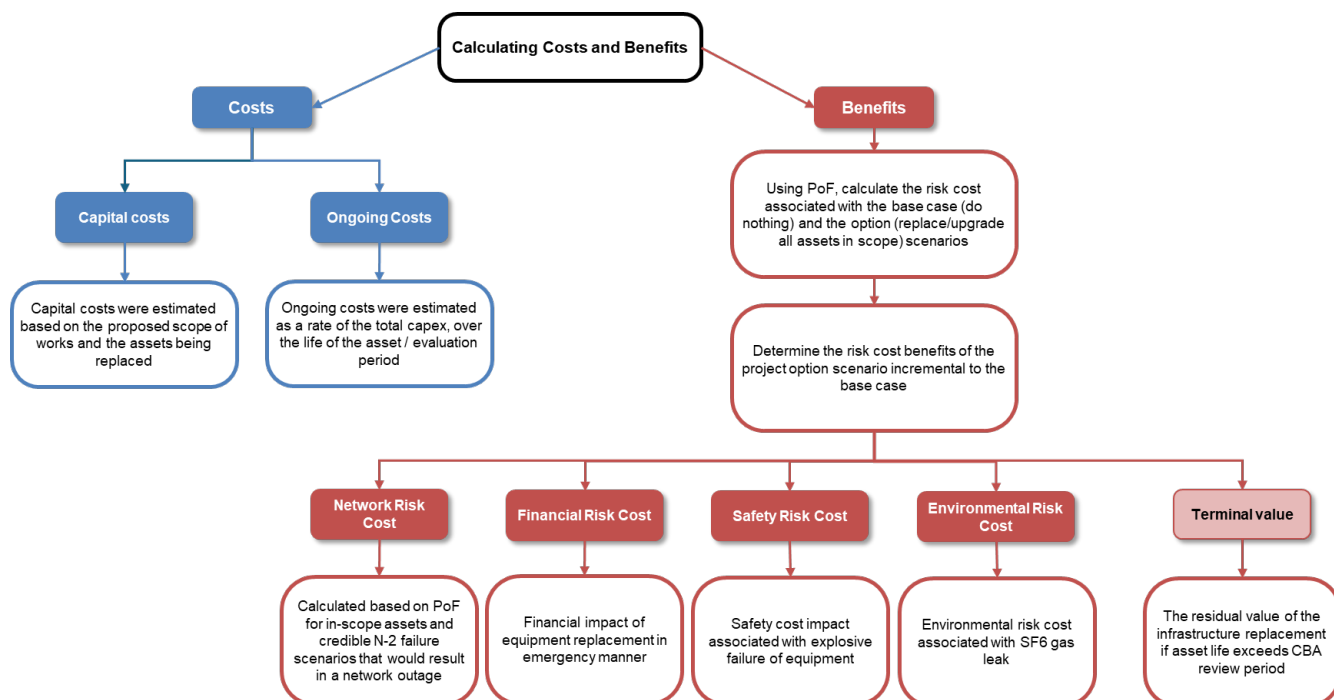 Calculating Costs and Benefits
Costs
Benefits
Capital costs
Ongoing Costs
Capital costs were estimated
based on the proposed scope of
works and the assets being
replaced
Ongoing costs were estimated
as a rate of the total capex, over
the life of the asset / evaluation
period
Using PoF, calculate the risk cost
associated with the base case (do
nothing) and the option (replace/upgrade
all assets in scope) scenarios
Determine the risk cost benefits of the
project option scenario incremental to the
base case
Network Risk
Cost
Financial Risk Cost
Safety Risk Cost
Environmental Risk
Cost
Terminal value
Calculated based on PoF
for in-scope assets and
credible N-2 failure
scenarios that would result
in a network outage
Financial impact of
equipment replacement in
emergency manner
Safety cost impact
associated with explosive
failure of equipment
Environmental risk cost
associated with SF6 gas
leak
The residual value of the
infrastructure replacement
if asset life exceeds CBA
review period